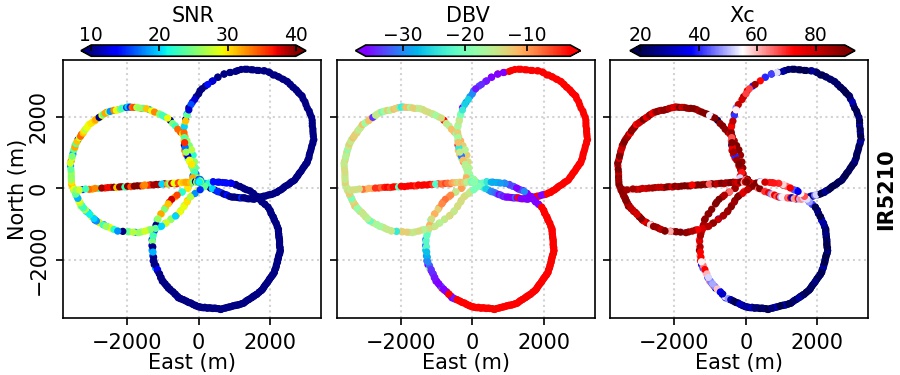 SNR DBV Xc
10 20 30 40 −30 −20 −10 20 40 60 80
North (m)
2000
0
−2000
IR5210
−2000 0 2000 −2000 0 2000 −2000 0 2000
East (m) East (m) East (m)